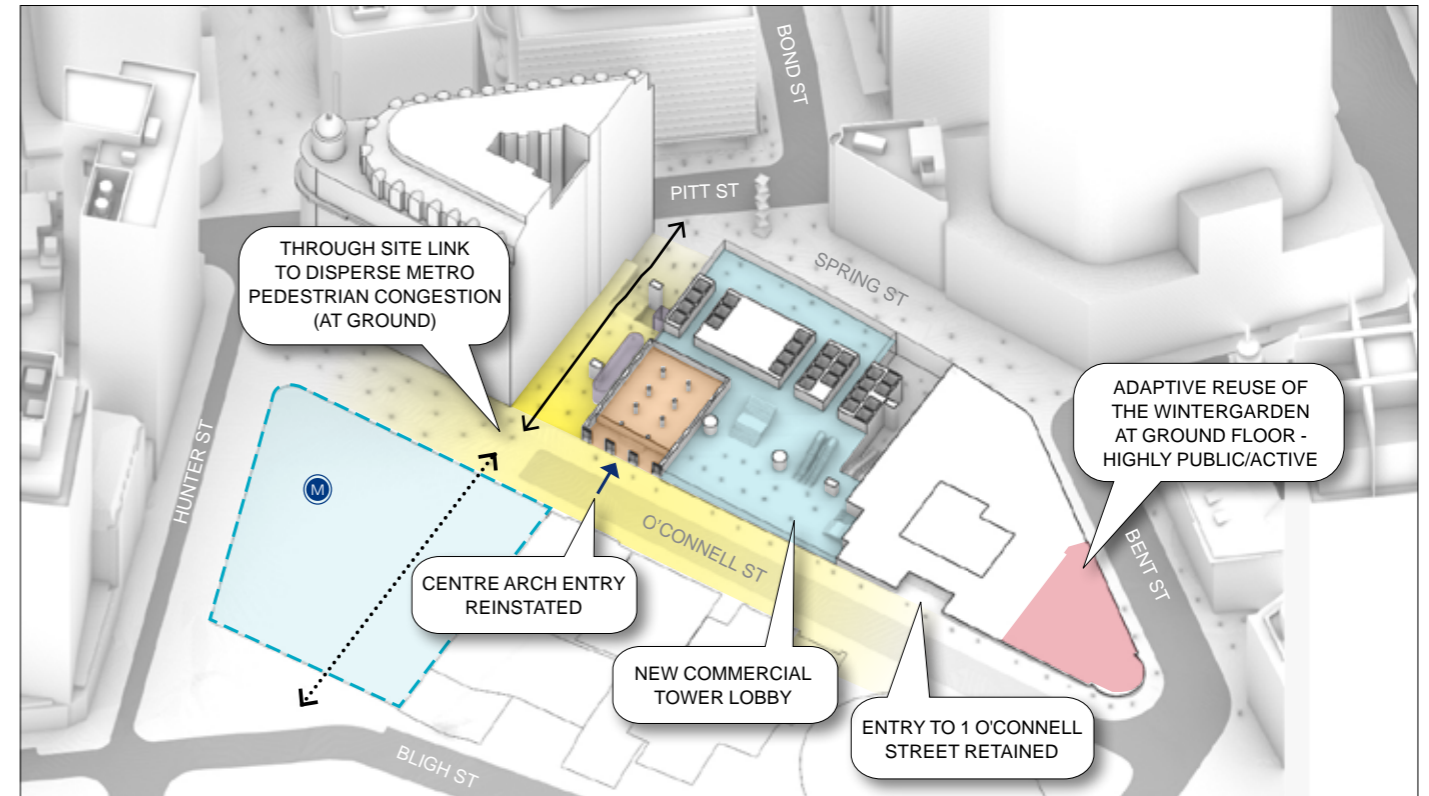 BOND ST
PITT ST
THROUGH SITE LINK
TO DISPERSE METRO
PEDESTRIAN CONGESTION
(AT GROUND)
SPRING ST
ADAPTIVE REUSE OF
THE WINTERGARDEN
AT GROUND FLOOR -
HIGHLY PUBLIC/ACTIVE
HUNTER ST
M
O'CONNELL ST
BENT ST
CENTRE ARCH ENTRY
REINSTATED
NEW COMMERCIAL
TOWER LOBBY
ENTRY TO 1 O'CONNELL
STREET RETAINED
BLIGH ST